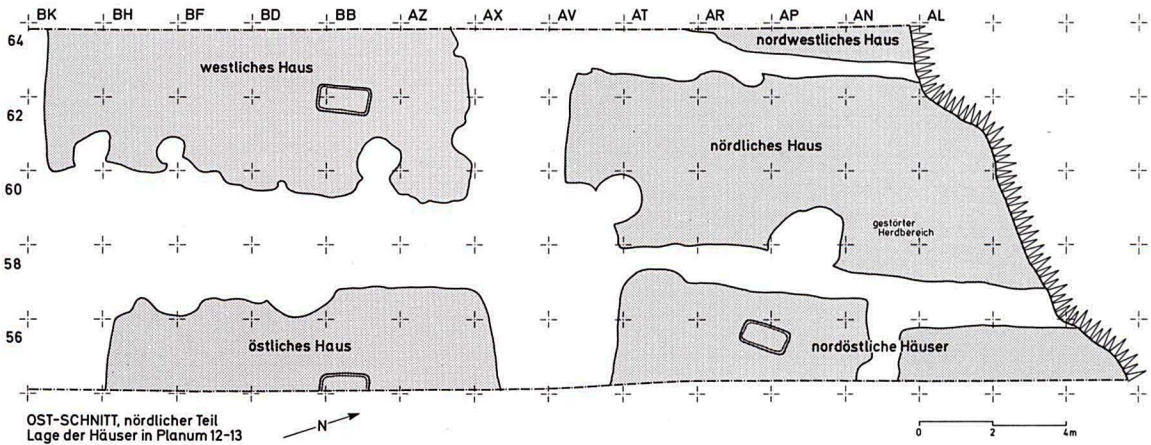 BK BH BF BD BB AZ AX AV AT AR AP AN AL
64
nordwestliches Haus
westliches Haus
62
nördliches Haus
60
gestörter
Herdbereich
58
56
östliches Haus
nordöstliche Häuser
OST-SCHNITT, nördlicher Teil
Lage der Häuser in Planum 12-13
N
0 2 4m